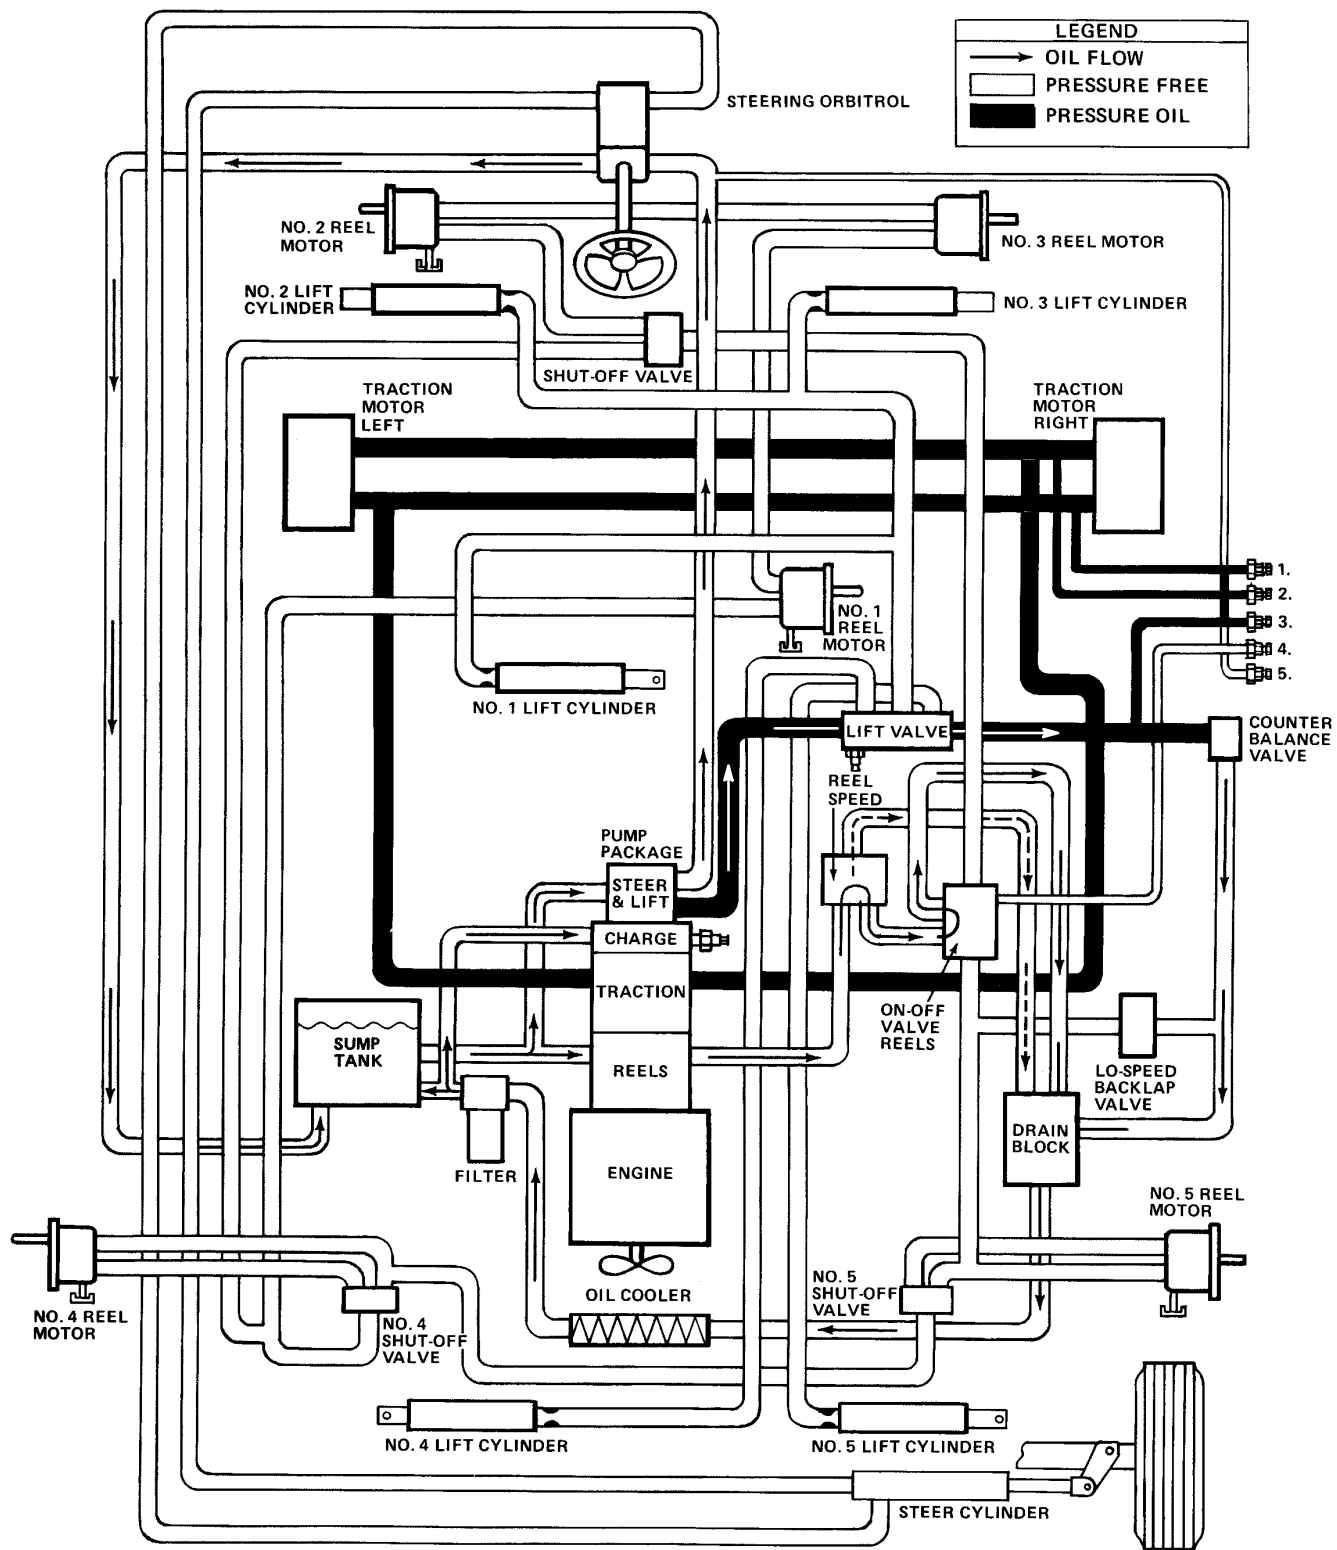 LEGEND
OIL FLOW
PRESSURE FREE
PRESSURE OIL
STEERING ORBITROL
NO. 2 REEL
MOTOR
NO. 3 REEL MOTOR
NO. 2 LIFT
CYLINDER
NO. 3 LIFT CYLINDER
SHUT-OFF VALVE
TRACTION
MOTOR
LEFT
TRACTION
MOTOR
RIGHT
1.
2.
3.
4.
5.
NO. 1
REEL
MOTOR
NO. 1 LIFT CYLINDER
LIFT VALVE
COUNTER
BALANCE
VALVE
REEL
SPEED
PUMP
PACKAGE
STEER
& LIFT
CHARGE
TRACTION
REELS
ENGINE
SUMP
TANK
FILTER
ON-OFF
VALVE
REELS
LO-SPEED
BACKLAP
VALVE
DRAIN
BLOCK
NO. 5 REEL
MOTOR
NO. 5
SHUT-OFF
VALVE
OIL COOLER
NO. 4 REEL
MOTOR
NO. 4
SHUT-OFF
VALVE
NO. 4 LIFT CYLINDER
NO. 5 LIFT CYLINDER
STEER CYLINDER